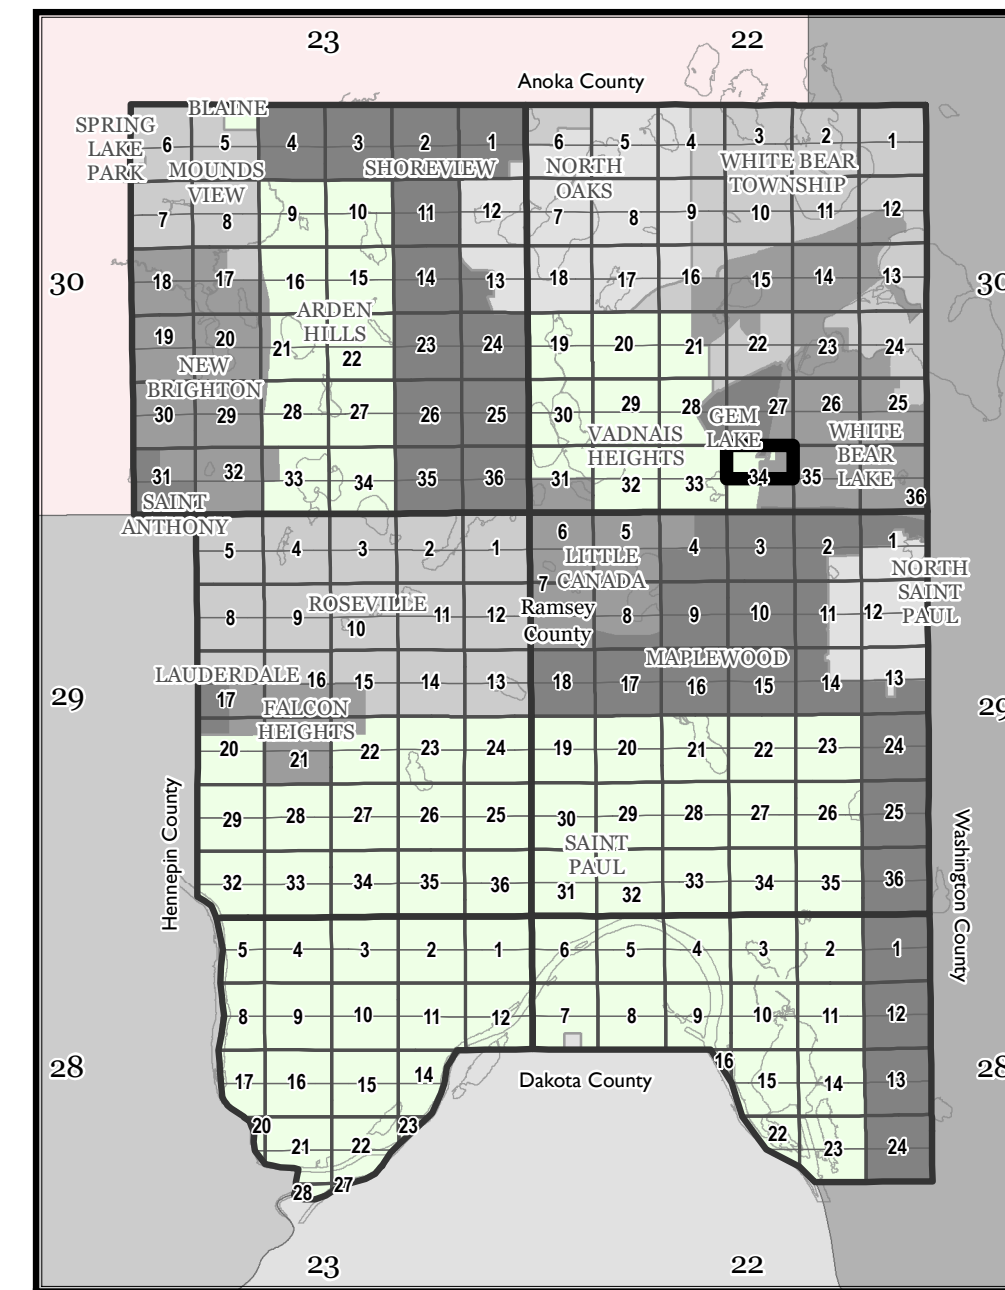 23 22
Anoka County
BLAINE
SPRING
LAKE
PARK
6 5 4 3 2 1 6 5 4 3 2 1
MOUNDS
VIEW
SHOREVIEW
NORTH
OAKS
WHITE BEAR
TOWNSHIP
7 8 9 10 11 12 7 8 9 10 11 12
30 18 17 16 15 14 13 18 17 16 15 14 13 30
ARDEN
HILLS
19 20 21 22 23 24 19 20 21 22 23 24
NEW
BRIGHTON
30 29 28 27 26 25 30 29 28 27 26 25
GEM
LAKE
VADNAIS
HEIGHTS
WHITE
BEAR
LAKE
31 32 33 34 35 36 31 32 33 34 35 36
SAINT
ANTHONY
5 4 3 2 1 6 5 4 3 2 1
LITTLE
CANADA
NORTH
SAINT
PAUL
Ramsey
County
ROSEVILLE
8 9 10 11 12 7 8 9 10 11 12
MAPLEWOOD
LAUDERDALE
29 17 16 15 14 13 18 17 16 15 14 13 29
FALCON
HEIGHTS
20 21 22 23 24 19 20 21 22 23 24
29 28 27 26 25 30 29 28 27 26 25
SAINT
PAUL
Hennepin County
Washington County
32 33 34 35 36 31 32 33 34 35 36
5 4 3 2 1 6 5 4 3 2 1
8 9 10 11 12 7 8 9 10 11 12
28 17 16 15 14 16 15 14 13 28
Dakota County
20 21 22 23 22 23 24
28 27
23 22